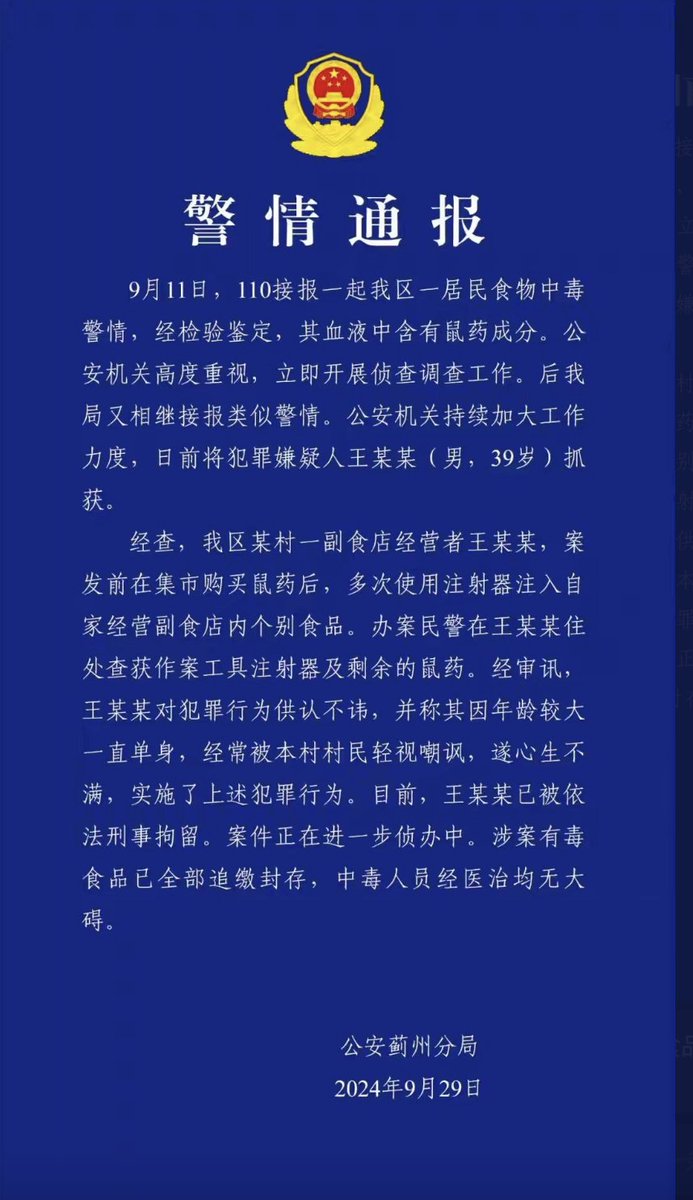 警情通报
9月11日，110接报一起我区一居民食物中毒
警情，经检验鉴定，其血液中含有鼠药成分。公
安机关高度重视，立即开展侦查调查工作。后我
局又相继接报类似警情。公安机关持续加大工作
力度，日前将犯罪嫌疑人王某某（男，39岁）抓
获。
经查，我区某村一副食店经营者王某某，案
发前在集市购买鼠药后，多次使用注射器注入自
家经营副食店内个别食品。办案民警在王某某住
处查获作案工具注射器及剩余的鼠药。经审讯，
王某某对犯罪行为供认不讳，并称其因年龄较大
一直单身，经常被本村村民轻视嘲讽，遂心生不
满，实施了上述犯罪行为。目前，王某某已被依
法刑事拘留。案件正在进一步侦办中。涉案有毒
食品已全部追缴封存，中毒人员经医治均无大
碍。
公安蓟州分局
2024年9月29日